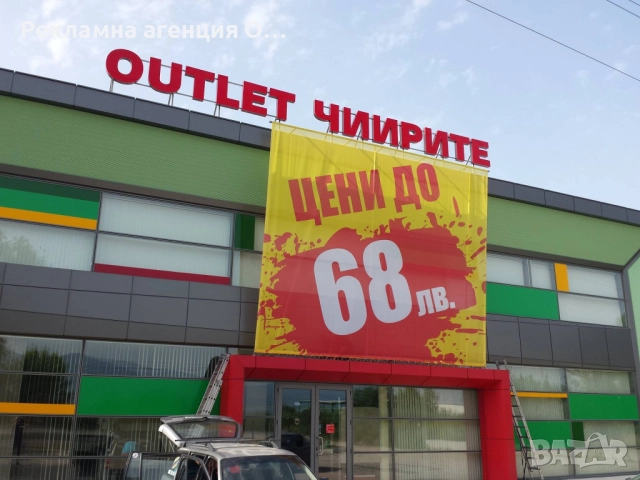 Рекламна агенция О...
OUTLET ЧИИРИТЕ
ЦЕНИ ДО
68 лв.
BAZAR